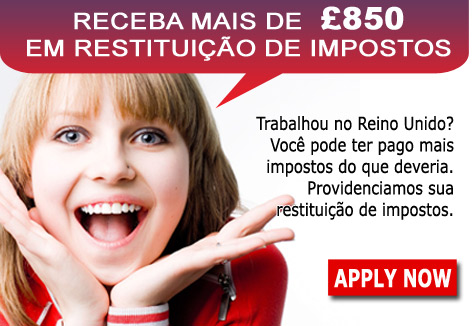 RECEBA MAIS DE £850
EM RESTITUIÇÃO DE IMPOSTOS
Trabalhou no Reino Unido?
Você pode ter pago mais
impostos do que deveria.
Providenciamos sua
restituição de impostos.
APPLY NOW